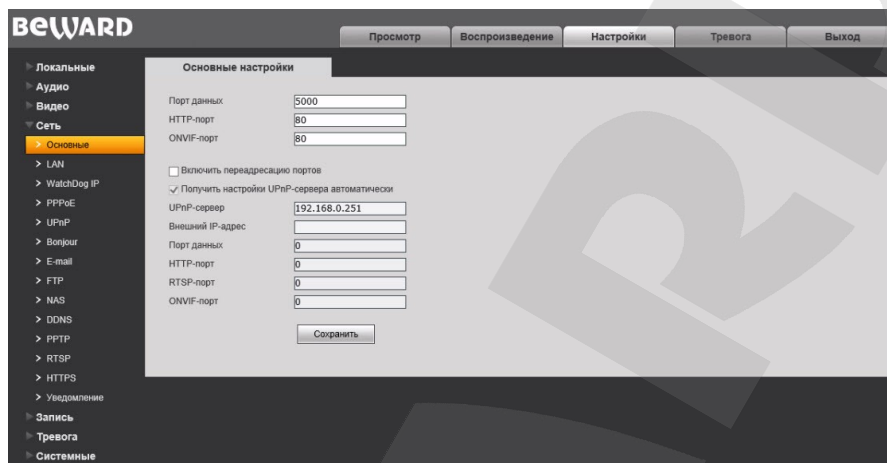 BEWARD
Просмотр Воспроизведение Настройки Тревога Выход
Локальные
Аудио
Видео
Сеть
> Основные
> LAN
> WatchDog IP
> PPPoE
> UPnP
> Bonjour
> E-mail
> FTP
> NAS
> DDNS
> PPTP
> RTSP
> HTTPS
> Уведомление
Запись
Тревога
Системные
Основные настройки
Порт данных 5000
HTTP-порт 80
ONVIF-порт 80
Включить переадресацию портов
Получить настройки UPnP-сервера автоматически
UPnP-сервер 192.168.0.251
Внешний IP-адрес
Порт данных 0
HTTP-порт 0
RTSP-порт 0
ONVIF-порт 0
Сохранить